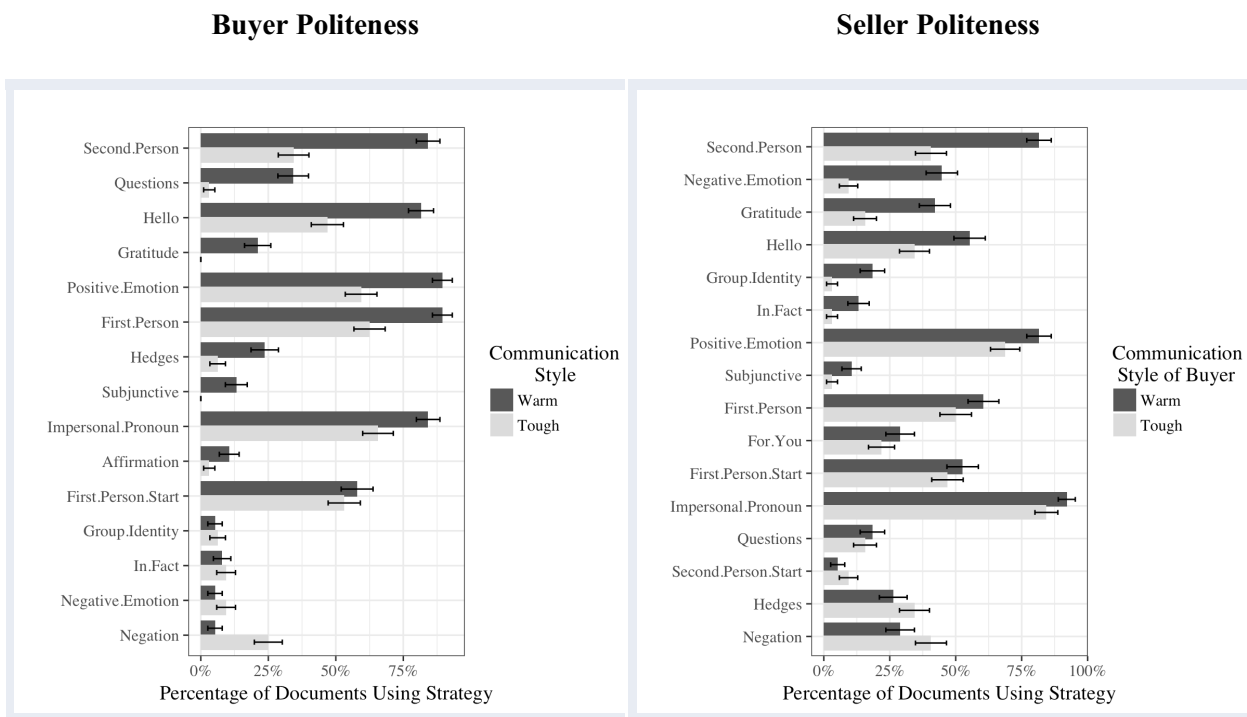 Buyer Politeness
Second.Person
Questions
Hello
Gratitude
Positive.Emotion
First.Person
Hedges
Subjunctive
Impersonal.Pronoun
Affirmation
First.Person.Start
Group.Identity
In.Fact
Negative.Emotion
Negation
0% 25% 50% 75%
Percentage of Documents Using Strategy
Communication
Style
Warm
Tough
Seller Politeness
Second.Person
Negative.Emotion
Gratitude
Hello
Group.Identity
In.Fact
Positive.Emotion
Subjunctive
First.Person
For.You
First.Person.Start
Impersonal.Pronoun
Questions
Second.Person.Start
Hedges
Negation
0% 25% 50% 75% 100%
Percentage of Documents Using Strategy
Communication
Style of Buyer
Warm
Tough